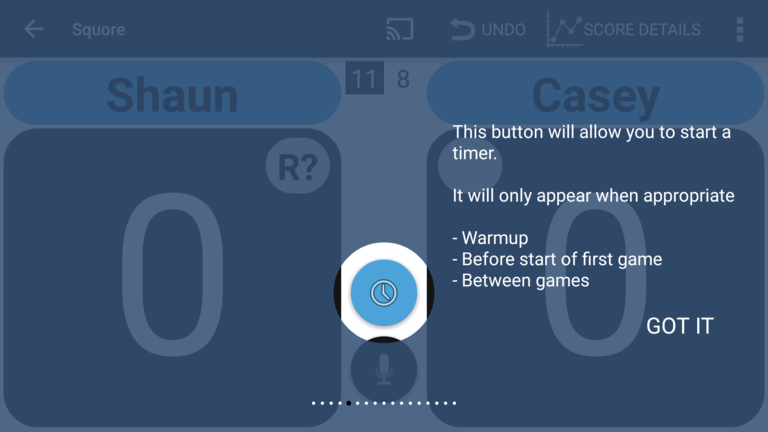 Squore
UNDO
SCORE DETAILS
Shaun
11 8
Casey
R?
0
0
This button will allow you to start a
timer.
It will only appear when appropriate
- Warmup
- Before start of first game
- Between games
GOT IT